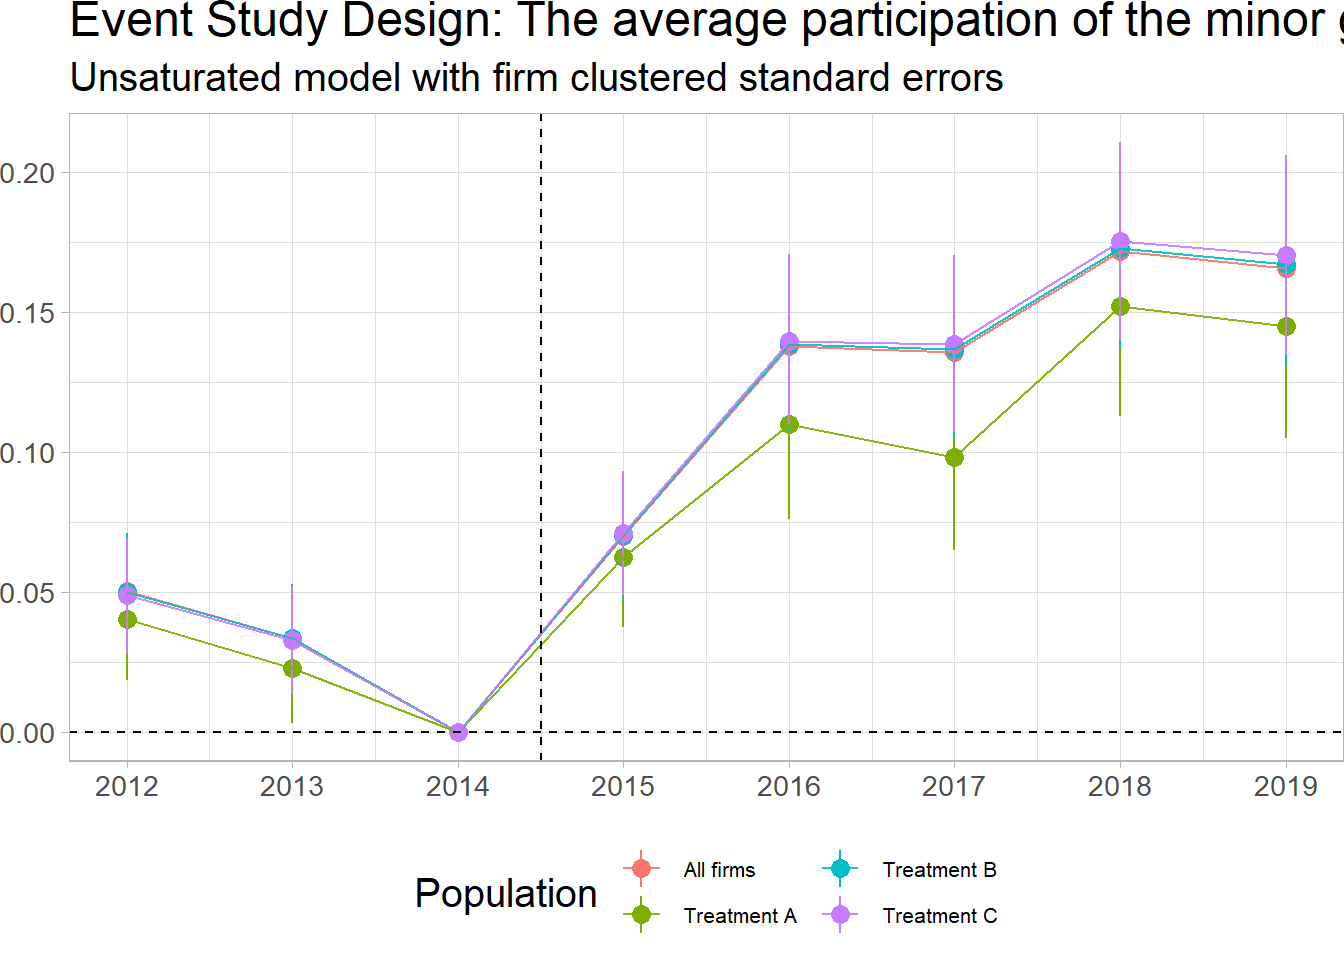 Event Study Design: The average participation of the minor
Unsaturated model with firm clustered standard errors
0.20
0.15
0.10
0.05
0.00
2012 2013 2014 2015 2016 2017 2018 2019
Population
All firms Treatment B
Treatment A Treatment C